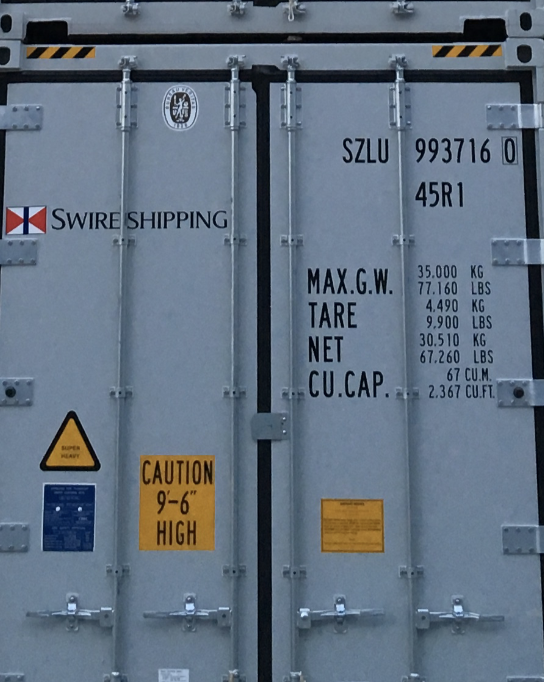 SZLU 993716 0
45R1
SWIRE SHIPPING
MAX.G.W. 35.000 KG
77.160 LBS
TARE 4.490 KG
9.900 LBS
NET 30.510 KG
67.260 LBS
CU.CAP. 67 CU.M.
2.367 CU.FT.
SUPER
HEAVY
CAUTION
9'-6"
HIGH